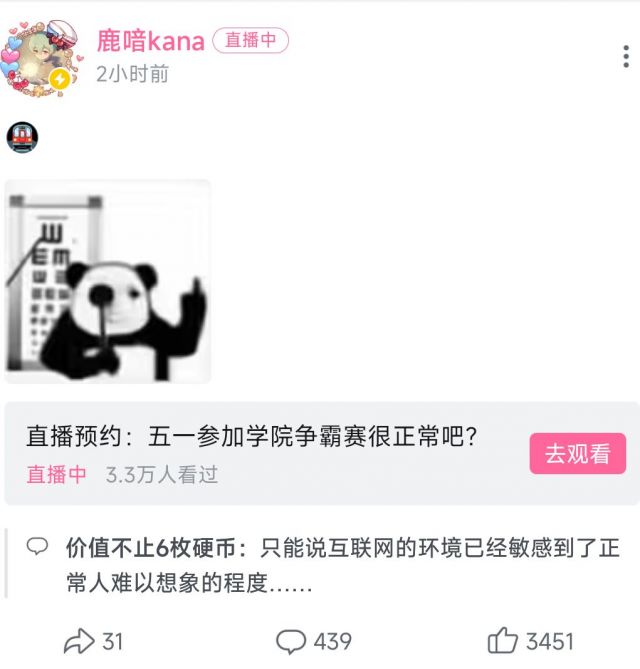 鹿喑kana 直播中
2小时前
直播预约：五一参加学院争霸赛很正常吧？
直播中 3.3万人看过
去观看
价值不止6枚硬币：只能说互联网的环境已经敏感到了正
常人难以想象的程度......
31 439 3451